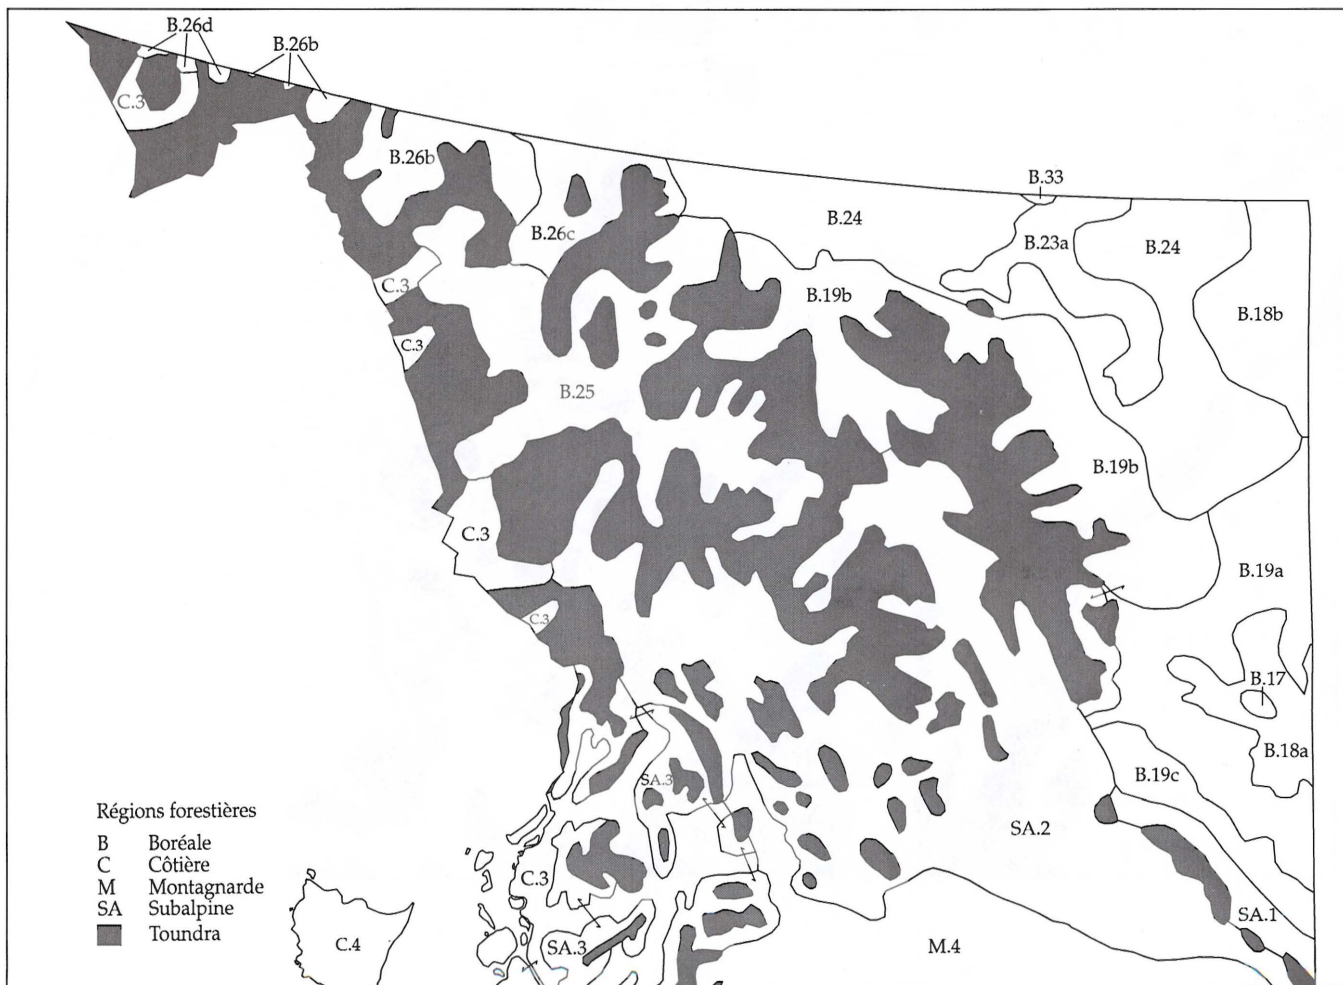 B.26d
B.26b
C.3
B.26b
B.33
B.26c
B.24
B.23a
B.24
C.3
B.19b
B.18b
C.3
B.25
B.19b
C.3
B.19a
C.3
B.17
B.18a
SA.3
B.19c
SA.2
Régions forestières
B Boréale
C Côtière
M Montagnarde
SA Subalpine
Toundra
C.3
SA.1
C.4
SA.3
M.4